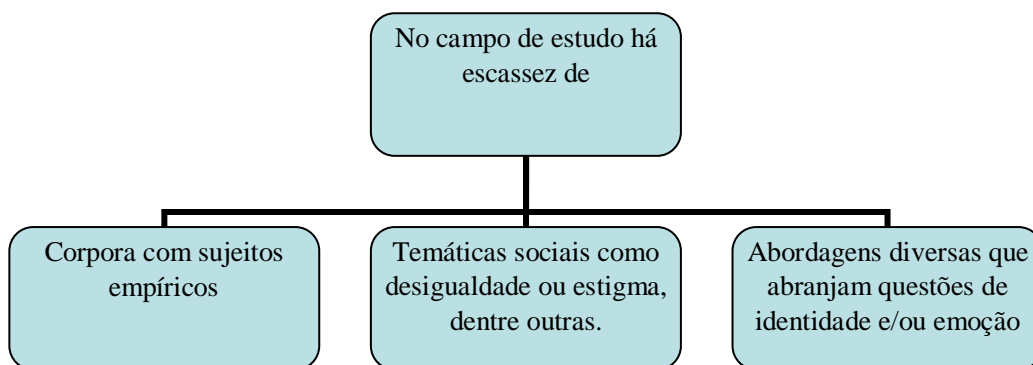 No campo de estudo há
escassez de
Corpora com sujeitos
empíricos
Temáticas sociais como
desigualdade ou estigma,
dentre outras.
Abordagens diversas que
abranjam questões de
identidade e/ou emoção